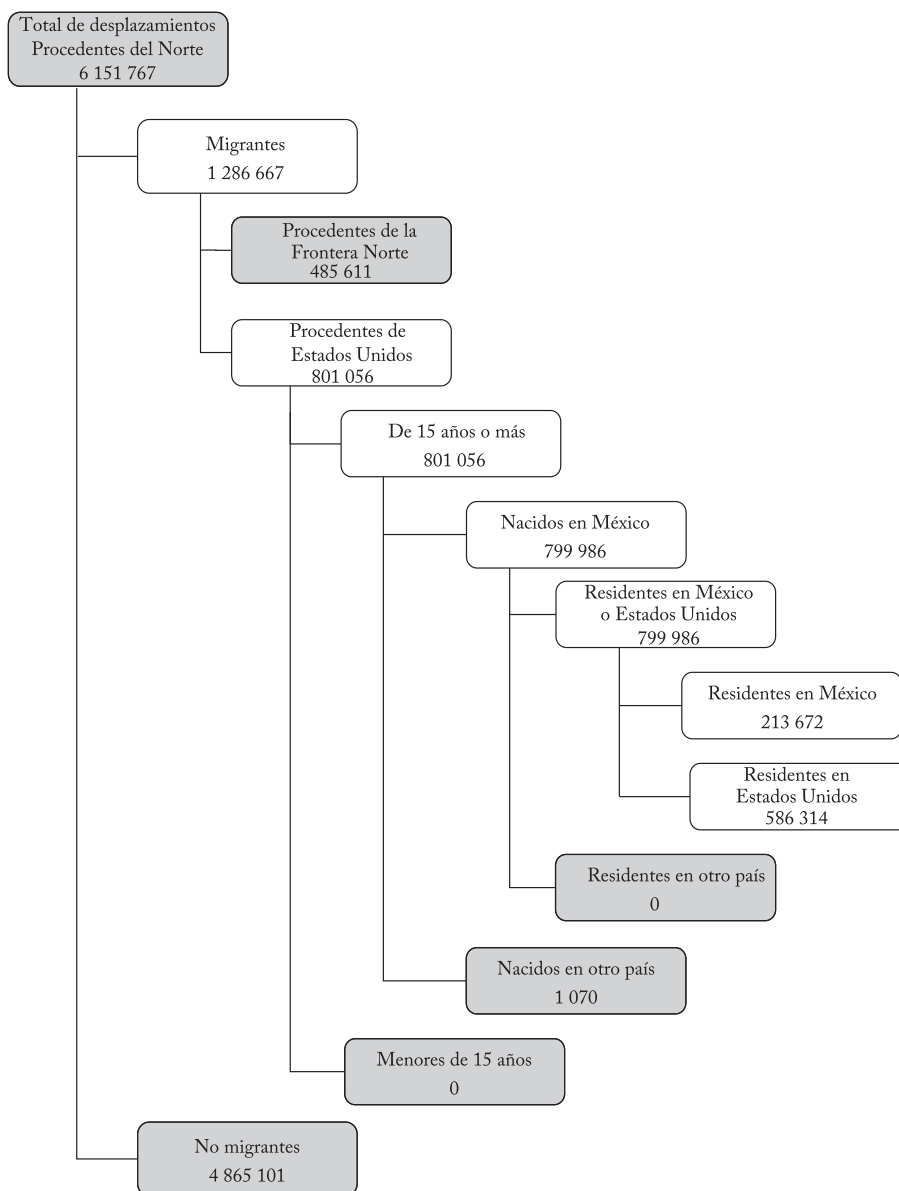 Total de desplazamientos
Procedentes del Norte
6 151 767
Migrantes
1 286 667
Procedentes de la
Frontera Norte
485 611
Procedentes de
Estados Unidos
801 056
De 15 años o más
801 056
Nacidos en México
799 986
Residentes en México
o Estados Unidos
799 986
Residentes en México
213 672
Residentes en
Estados Unidos
586 314
Residentes en otro país
0
Nacidos en otro país
1 070
Menores de 15 años
0
No migrantes
4 865 101